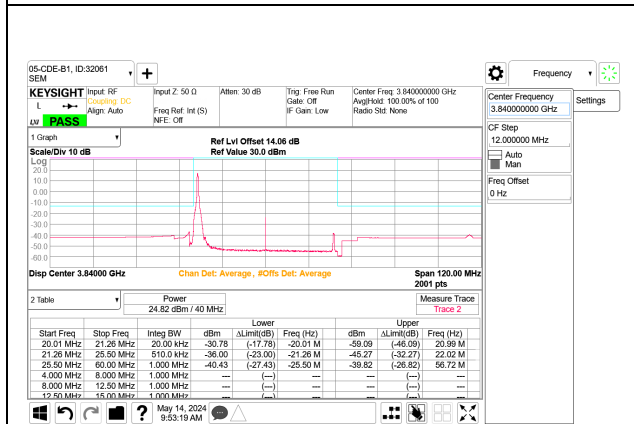 05-CDE-B1, ID:32061
SEM
Frequency
KEYSIGHT Input: RF Input Z: 50 Ω Atten: 30 dB Trig: Free Run Center Freq: 3.840000000 GHz
L Coupling: DC Gate: Off Avg|Hold: 100.00% of 100
Align: Auto Freq Ref: Int (S) IF Gain: Low Radio Std: None
LXI PASS NFE: Off
Center Frequency
3.840000000 GHz
Settings
CF Step
12.000000 MHz
Auto
Man
Freq Offset
0 Hz
1 Graph
Ref Lvl Offset 14.06 dB
Scale/Div 10 dB Ref Value 30.0 dBm
Log
20.0
10.0
0.00
-10.0
-20.0
-30.0
-40.0
-50.0
-60.0
Disp Center 3.84000 GHz Chan Det: Average, #Offs Det: Average Span 120.00 MHz
2001 pts
2 Table Power Measure Trace
24.82 dBm / 40 MHz Trace 2
Lower Upper
Start Freq Stop Freq Integ BW dBm ΔLimit(dB) Freq (Hz) dBm ΔLimit(dB) Freq (Hz)
20.01 MHz 21.26 MHz 20.00 kHz -30.78 (-17.78) -20.01 M -59.09 (-46.09) 20.99 M
21.26 MHz 25.50 MHz 510.0 kHz -36.00 (-23.00) -21.26 M -45.27 (-32.27) 22.02 M
25.50 MHz 60.00 MHz 1.000 MHz -40.43 (-27.43) -25.50 M -39.82 (-26.82) 56.72 M
4.000 MHz 8.000 MHz 1.000 MHz --- (---) --- --- (---) ---
8.000 MHz 12.50 MHz 1.000 MHz --- (---) --- --- (---) ---
12.50 MHz 15.00 MHz 1.000 MHz --- (---) --- --- (---) ---
? May 14, 2024
9:53:19 AM